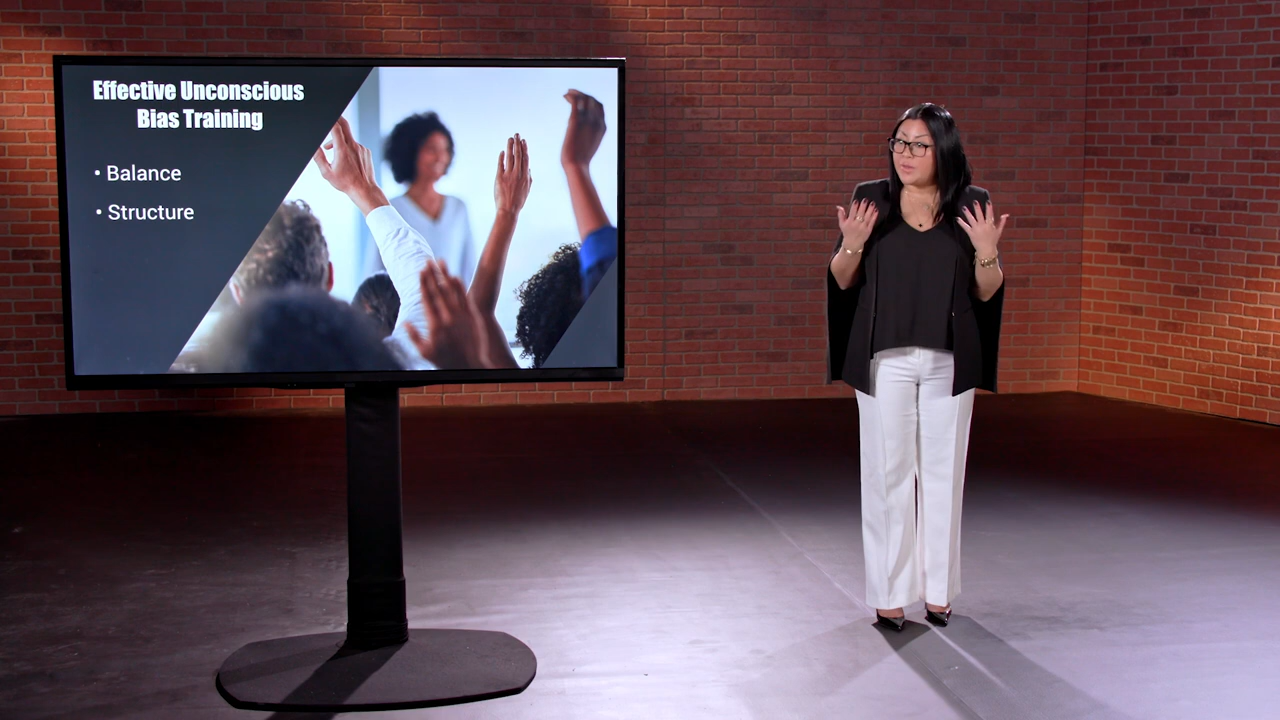 Effective Unconscious
Bias Training
• Balance
• Structure